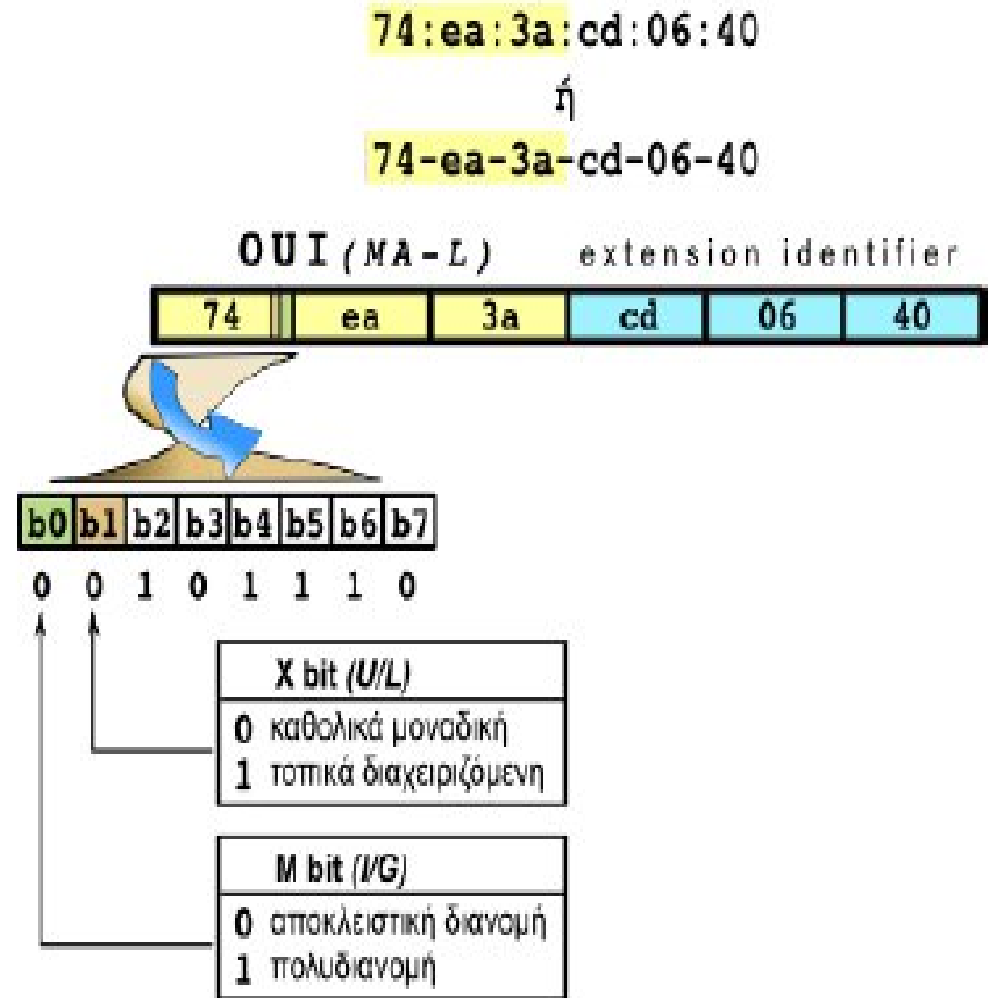 74:ea:3a:cd:06:40
ή
74-ea-3a-cd-06-40
OUI (MA-L) extension identifier
74 ea 3a cd 06 40
b0 b1 b2 b3 b4 b5 b6 b7
0 0 1 0 1 1 1 0
X bit (U/L)
0 καθολικά μοναδική
1 τοπικά διαχειριζόμενη
M bit (I/G)
0 αποκλειστική διανομή
1 πολυδιανομή